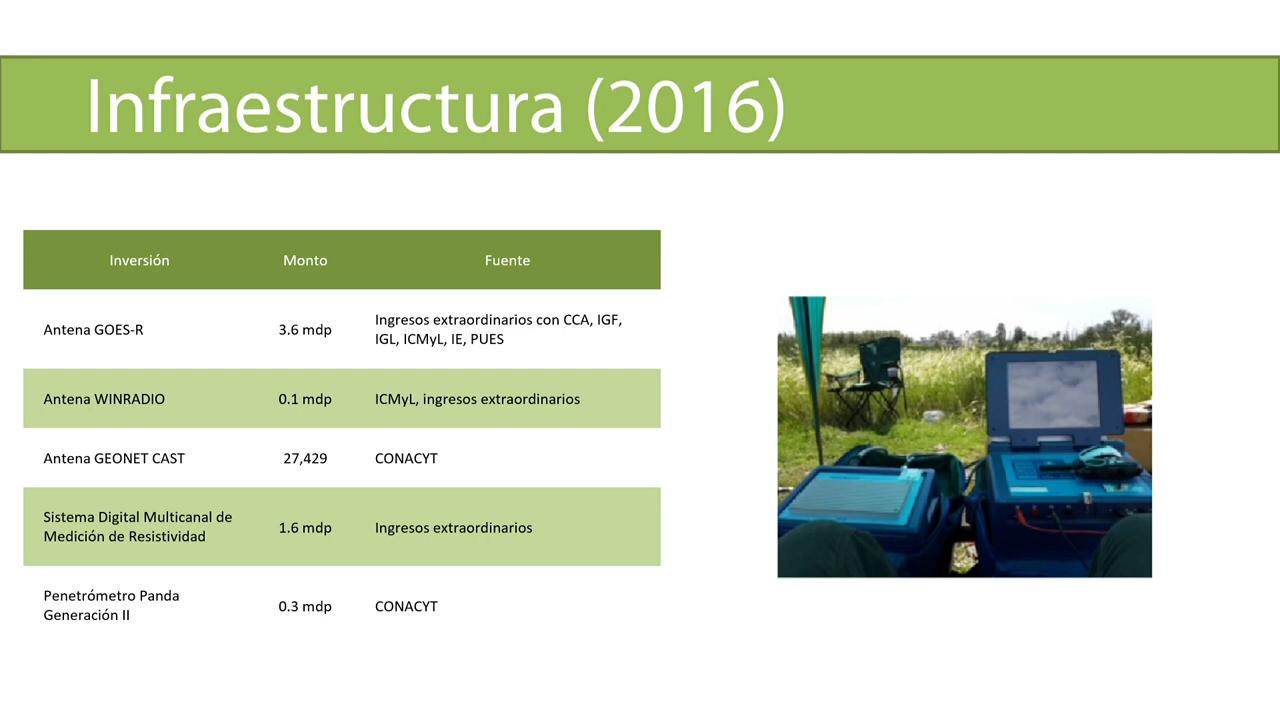 Infraestructura (2016)
Inversión Monto Fuente
Antena GOES-R 3.6 mdp Ingresos extraordinarios con CCA, IGF,
IGL, ICMyL, IE, PUES
Antena WINRADIO 0.1 mdp ICMyL, ingresos extraordinarios
Antena GEONET CAST 27,429 CONACYT
Sistema Digital Multicanal de
Medición de Resistividad 1.6 mdp Ingresos extraordinarios
Penetrómetro Panda
Generación II 0.3 mdp CONACYT